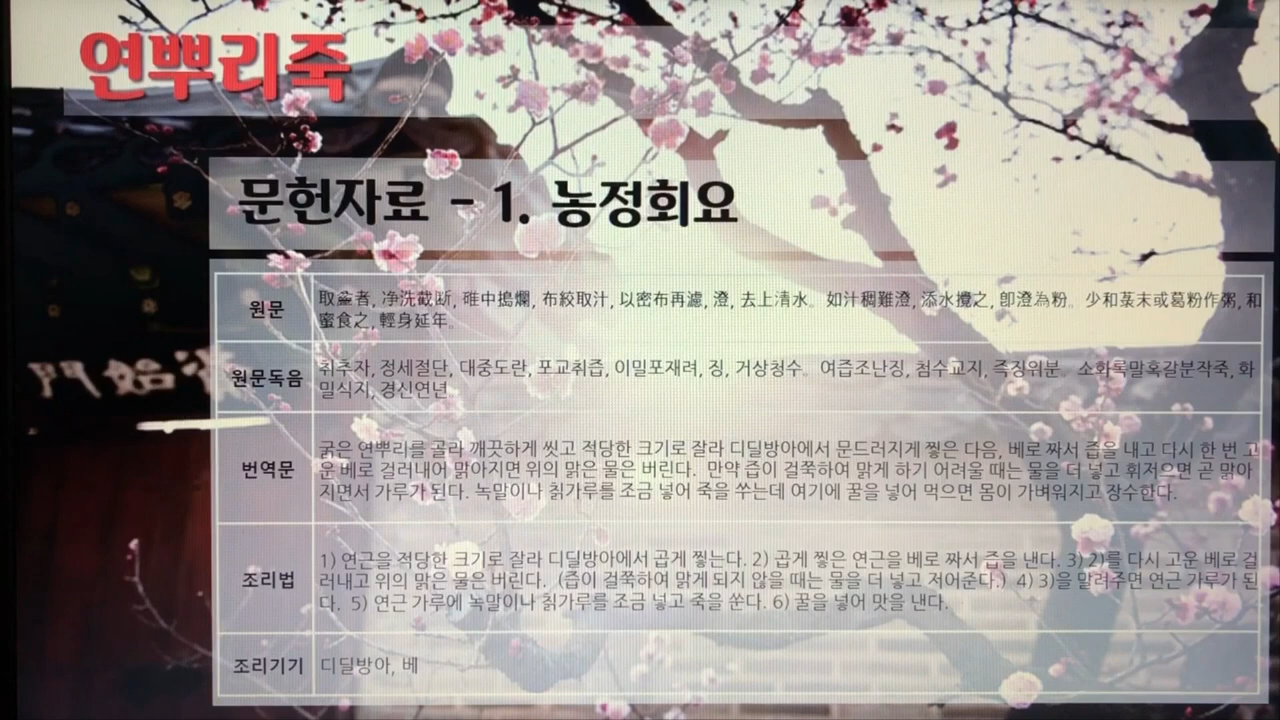 연뿌리죽
문헌자료 - 1. 농정회요
원문
取麤者, 净洗截断, 碓中搗爛, 布絞取汁, 以密布再濾, 澄, 去上清水。如汁稠難澄, 添水攪之, 卽澄為粉。少和菉末或葛粉作粥, 和
蜜食之, 輕身延年。
원문독음
취추자, 정세절단, 대중도란, 포교취즙, 이밀포재려, 징, 거상청수。 여즙조난징, 첨수교지, 즉징위분。 소화록말혹갈분작죽, 화
밀식지, 경신연년
번역문
굵은 연뿌리를 골라 깨끗하게 씻고 적당한 크기로 잘라 디딜방아에서 문드러지게 찧은 다음, 베로 짜서 즙을 내고 다시 한 번 고
운 베로 걸러내어 맑아지면 위의 맑은 물은 버린다. 만약 즙이 걸쭉하여 맑게 하기 어려울 때는 물을 더 넣고 휘저으면 곧 맑아
지면서 가루가 된다. 녹말이나 칡가루를 조금 넣어 죽을 쑤는데 여기에 꿀을 넣어 먹으면 몸이 가벼워지고 장수한다.
조리법
1) 연근을 적당한 크기로 잘라 디딜방아에서 곱게 찧는다. 2) 곱게 찧은 연근을 베로 짜서 즙을 낸다. 3) 2)를 다시 고운 베로 걸
러내고 위의 맑은 물은 버린다. (즙이 걸쭉하여 맑게 되지 않을 때는 물을 더 넣고 저어준다.) 4) 3)을 말려주면 연근 가루가 된
다. 5) 연근 가루에 녹말이나 칡가루를 조금 넣고 죽을 쑨다. 6) 꿀을 넣어 맛을 낸다.
조리기기
디딜방아, 베